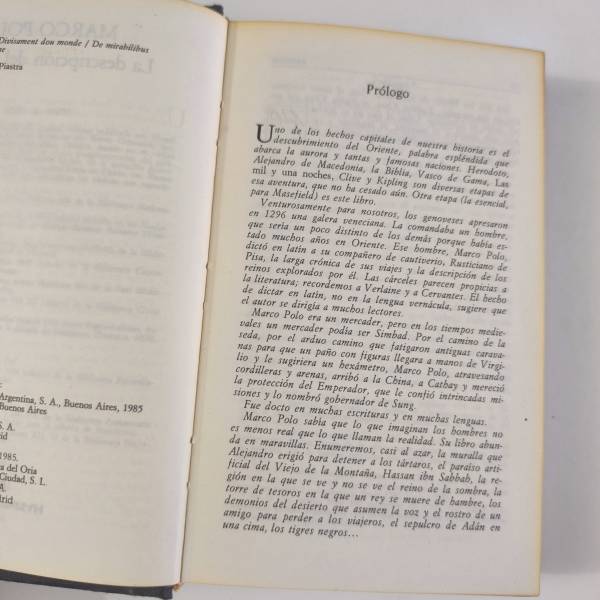 Divisament dou monde / De mirabilibus
Piastra
Argentina, S. A., Buenos Aires, 1985
Buenos Aires
S. A.
1985.
a del Oria
Ciudad, S. L.
A.
drid
Prólogo
Uno de los hechos capitales de nuestra historia es el
descubrimiento del Oriente, palabra espléndida que
abarca la aurora y tantas y famosas naciones. Herodoto,
Alejandro de Macedonia, la Biblia, Vasco de Gama, Las
mil y una noches, Clive y Kipling son diversas etapas de
esa aventura, que no ha cesado aún. Otra etapa (la esencial,
para Masefield) es este libro.
Venturosamente para nosotros, los genoveses apresaron
en 1296 una galera veneciana. La comandaba un hombre,
que sería un poco distinto de los demás porque había es-
tado muchos años en Oriente. Ese hombre, Marco Polo,
dictó en latín a su compañero de cautiverio, Rusticiano de
Pisa, la larga crónica de sus viajes y la descripción de los
reinos explorados por él. Las cárceles parecen propicias a
la literatura; recordemos a Verlaine y a Cervantes. El hecho
de dictar en latín, no en la lengua vernácula, sugiere que
el autor se dirigía a muchos lectores.
Marco Polo era un mercader, pero en los tiempos medie-
vales un mercader podía ser Simbad. Por el camino de la
seda, por el arduo camino que fatigaron antiguas carava-
nas para que un paño con figuras llegara a manos de Virgi-
lio y le sugiriera un hexámetro, Marco Polo, atravesando
cordilleras y arenas, arribó a la China, a Cathay y mereció
la protección del Emperador, que le confió intrincadas mi-
siones y lo nombró gobernador de Sung.
Fue docto en muchas escrituras y en muchas lenguas.
Marco Polo sabía que lo que imaginan los hombres no
es menos real que lo que llaman la realidad. Su libro abun-
da en maravillas. Enumeremos, casi al azar, la muralla que
Alejandro erigió para detener a los tártaros, el paraíso arti-
ficial del Viejo de la Montaña, Hassan ibn Sabbah, la re-
gión en la que se ve y no se ve el reino de la sombra, la
torre de tesoros en la que un rey se muere de hambre, los
demonios del desierto que asumen la voz y el rostro de un
amigo para perder a los viajeros, el sepulcro de Adán en
una cima, los tigres negros...